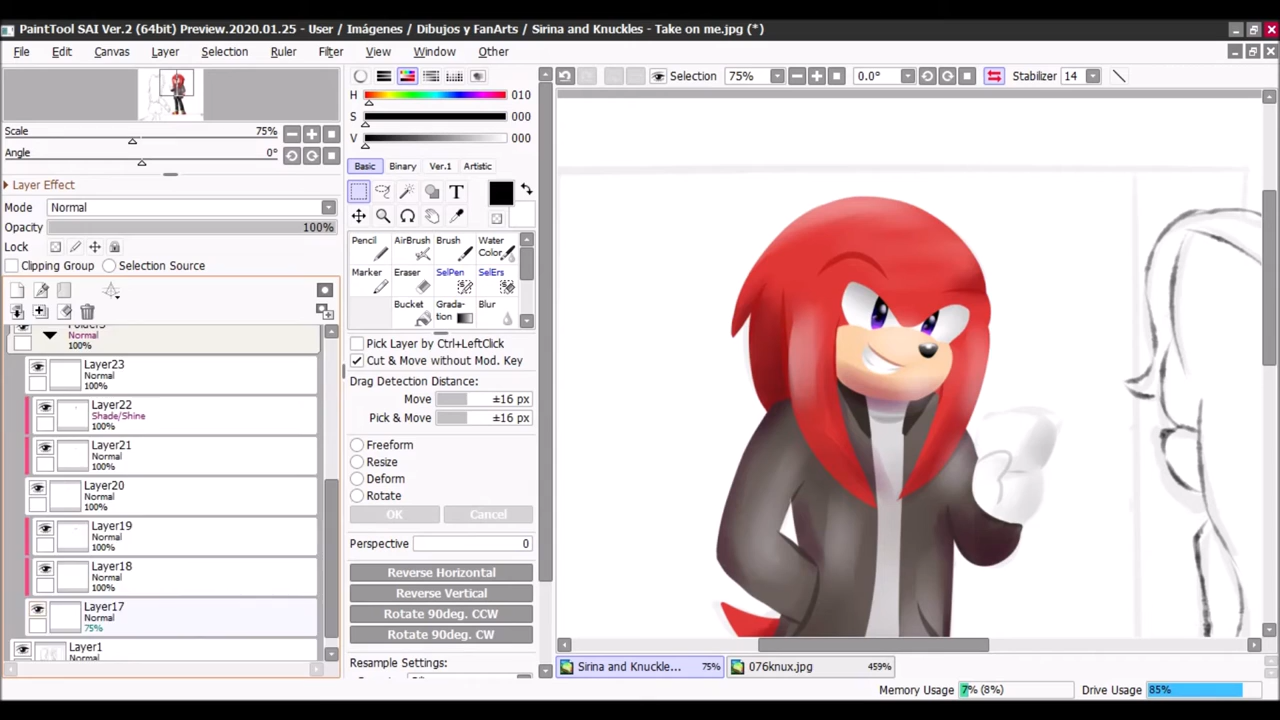 PaintTool SAI Ver.2 (64bit) Preview.2020.01.25 - User / Imágenes / Dibujos y FanArts / Sirina and Knuckles - Take on me.jpg (*)
File Edit Canvas Layer Selection Ruler Filter View Window Other
Selection 75% 0.0° Stabilizer 14
Scale 75%
Angle 0°
Layer Effect
Mode Normal
Opacity 100%
Lock
Clipping Group Selection Source
Normal
100%
Layer23
Normal
100%
Layer22
Shade/Shine
100%
Layer21
Normal
100%
Layer20
Normal
100%
Layer19
Normal
100%
Layer18
Normal
100%
Layer17
Normal
75%
Layer1
Normal
H 010
S 000
V 000
Basic Binary Ver.1 Artistic
T
Pencil AirBrush Brush Water Color
Marker Eraser SelPen SelErs
Bucket Grada-tion Blur
Pick Layer by Ctrl+LeftClick
Cut & Move without Mod. Key
Drag Detection Distance:
Move ±16 px
Pick & Move ±16 px
Freeform
Resize
Deform
Rotate
OK Cancel
Perspective 0
Reverse Horizontal
Reverse Vertical
Rotate 90deg. CCW
Rotate 90deg. CW
Resample Settings:
Sirina and Knuckle... 75% 076knux.jpg 459%
Memory Usage 7% (8%) Drive Usage 85%